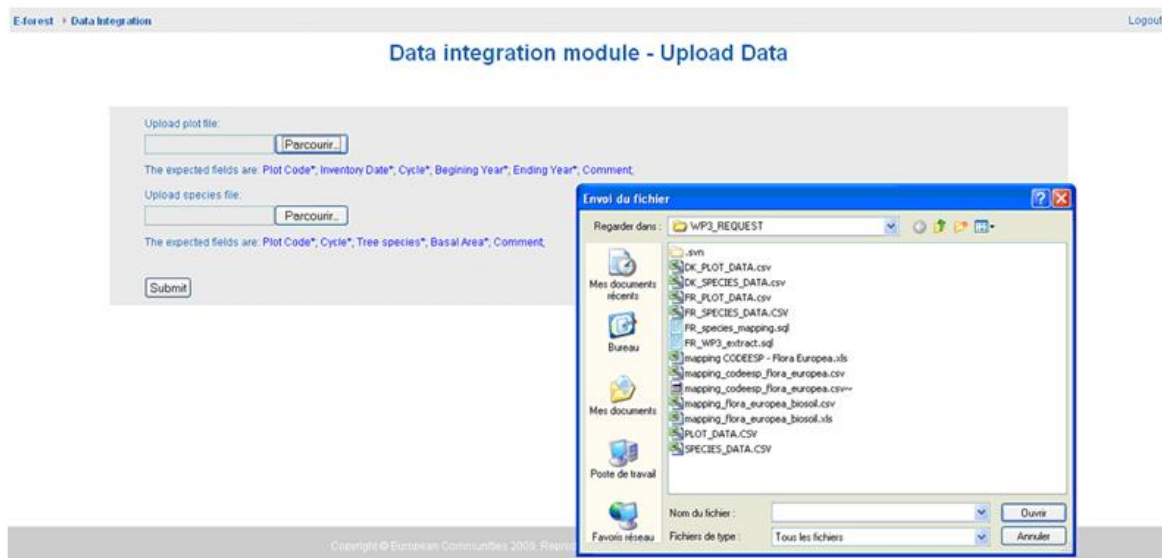 E-forest › Data Integration
Logout
Data integration module - Upload Data
Upload plot file:
Parcourir..
The expected fields are: Plot Code*; Inventory Date*; Cycle*; Begining Year*; Ending Year*; Comment;
Upload species file:
Parcourir..
The expected fields are: Plot Code*; Cycle*; Tree species*; Basal Area*; Comment;
Submit
Envoi du fichier
Regarder dans :
WP3_REQUEST
Mes documents récents
Bureau
Mes documents
Poste de travail
Favoris réseau
.svn
DK_PLOT_DATA.csv
DK_SPECIES_DATA.csv
FR_PLOT_DATA.csv
FR_SPECIES_DATA.CSV
FR_species_mapping.sql
FR_WP3_extract.sql
mapping CODEESP - Flora Europea.xls
mapping_codeesp_flora_europea.csv
mapping_codeesp_flora_europea.csv~
mapping_flora_europea_biosoil.csv
mapping_flora_europea_biosoil.xls
PLOT_DATA.CSV
SPECIES_DATA.CSV
Nom du fichier :
Ouvrir
Fichiers de type :
Tous les fichiers
Annuler
Copyright © European Communities 2009. Reprod